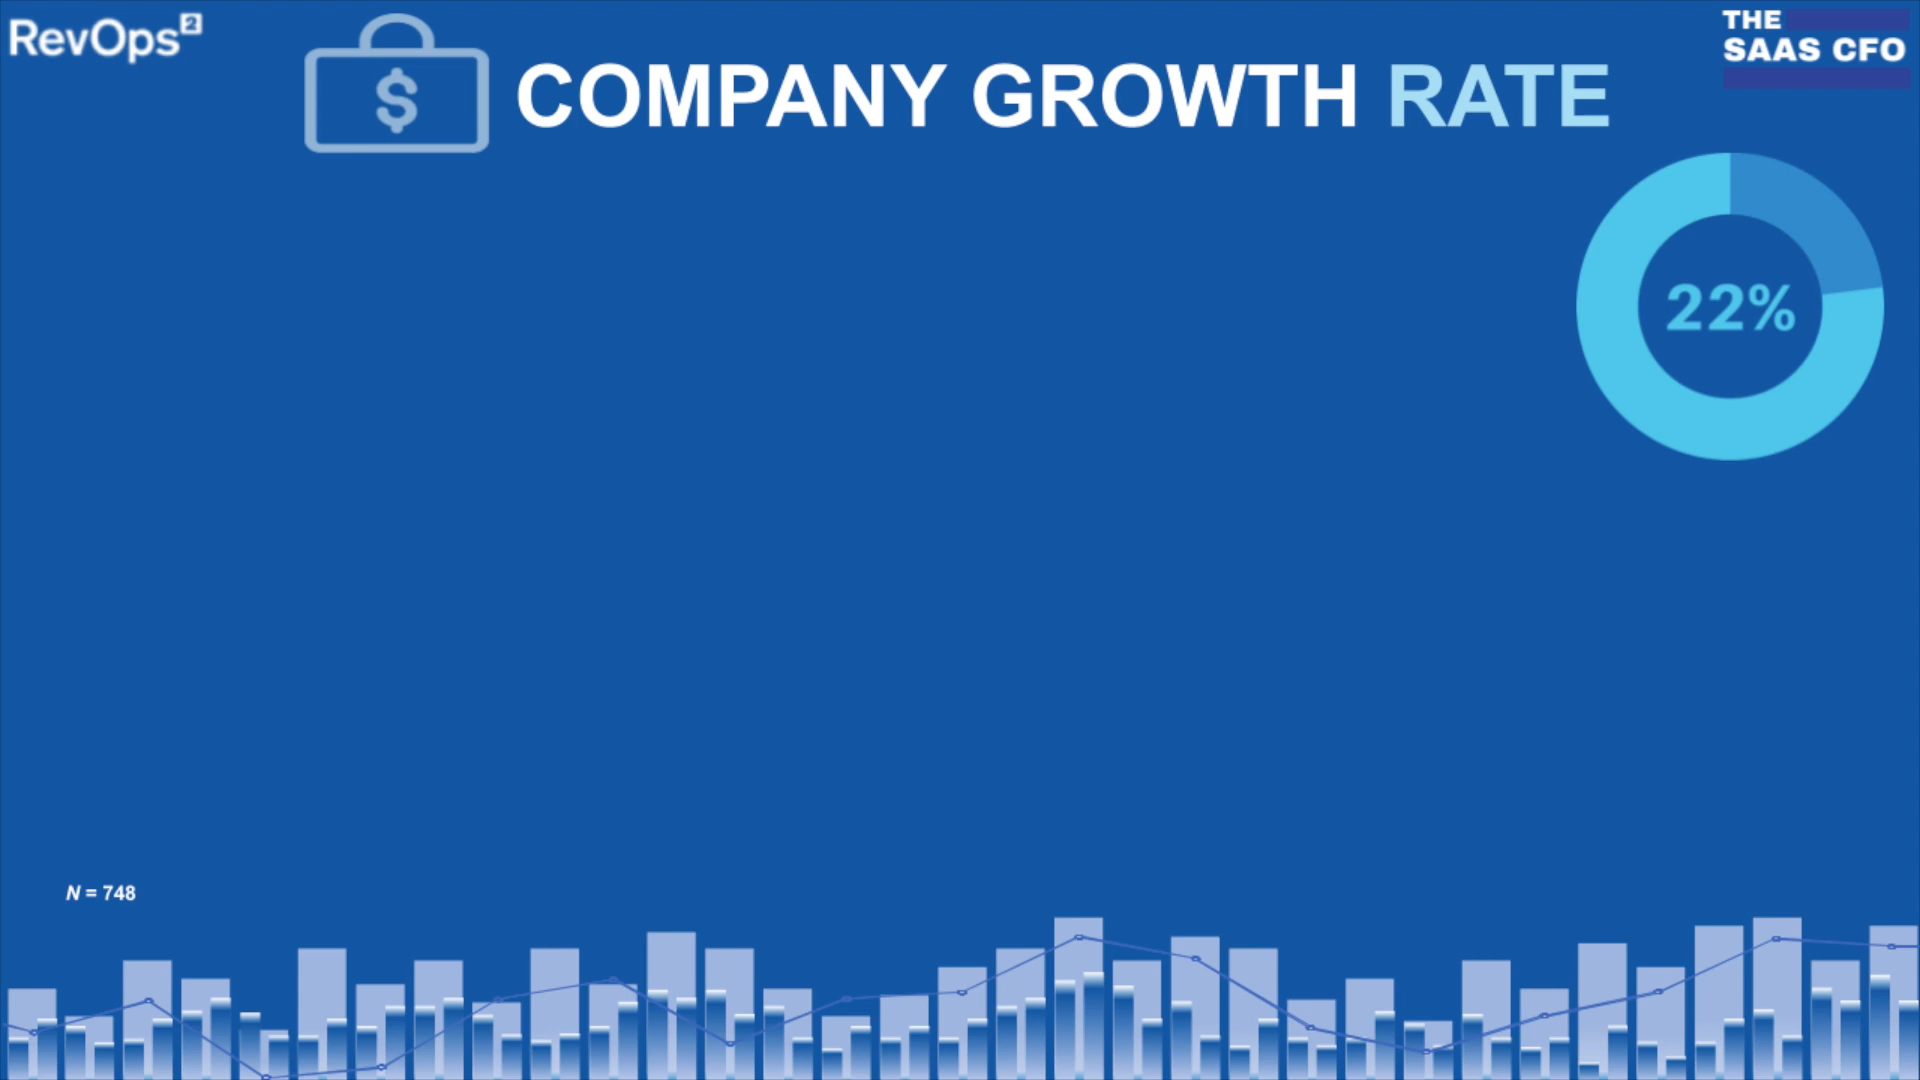 RevOps²
THE
SAAS CFO
$ COMPANY GROWTH RATE
22%
N = 748